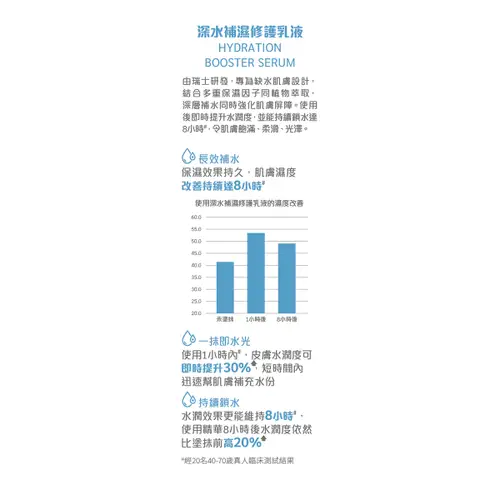 深水補濕修護乳液
HYDRATION
BOOSTER SERUM
由瑞士研發,專為缺水肌膚設計,
結合多重保濕因子同植物萃取,
深層補水同時強化肌膚屏障。使用
後即時提升水潤度,並能持續鎖水達
8小時#,令肌膚飽滿、柔滑、光澤。
長效補水
保濕效果持久,肌膚濕度
改善持續達8小時#
使用深水補濕修護乳液的濕度改善
60.0
55.0
50.0
45.0
40.0
35.0
30.0
25.0
20.0
未塗抹 1小時後 8小時後
一抹即水光
使用1小時內#,皮膚水潤度可
即時提升30%,短時間內
迅速幫肌膚補充水份
持續鎖水
水潤效果更能維持8小時#,
使用精華8小時後水潤度依然
比塗抹前高20%
#經20名40-70歲真人臨床測試結果